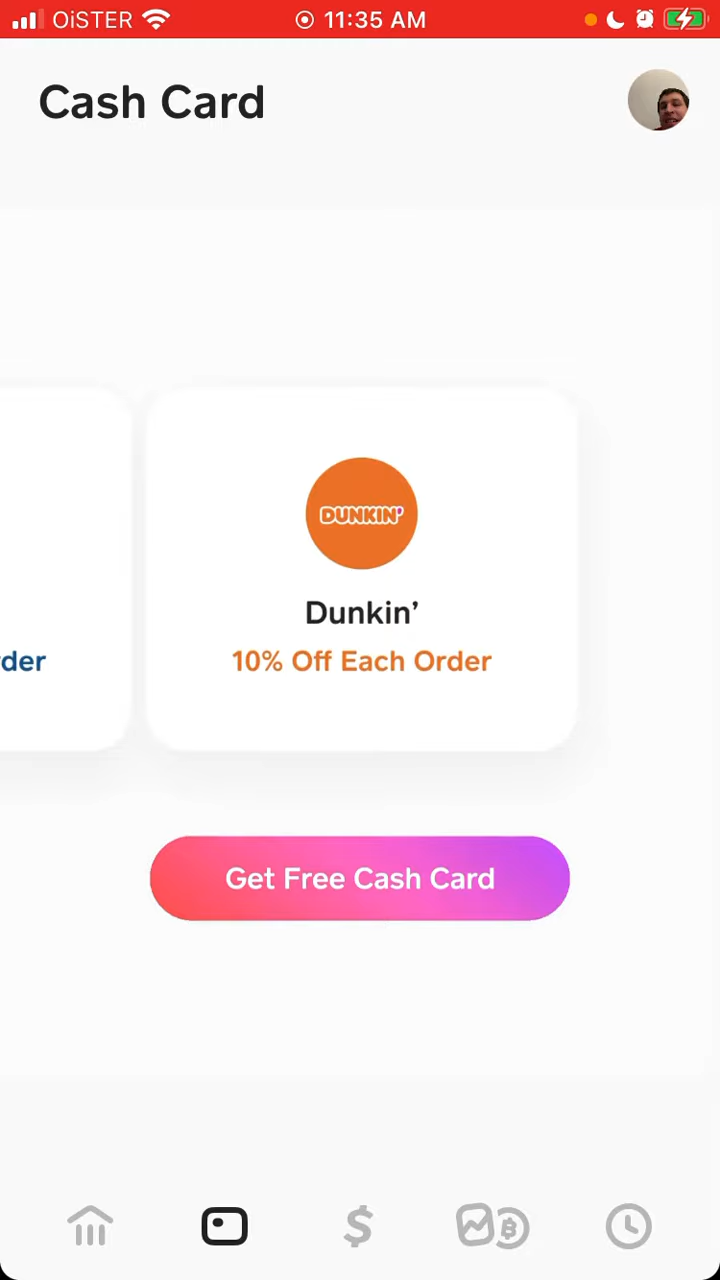 OiSTER 11:35 AM
Cash Card
DUNKIN'
Dunkin’
10% Off Each Order
der
Get Free Cash Card